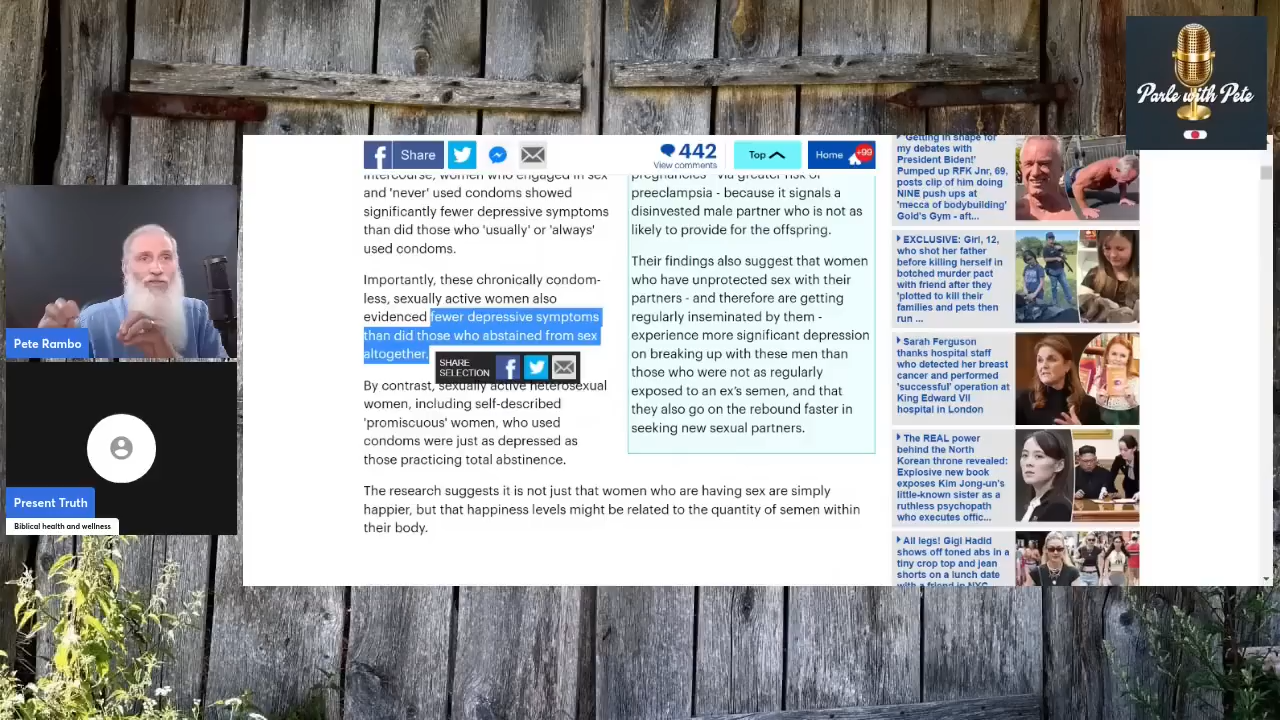 Parle with Pete
Pete Rambo
Present Truth
Biblical health and wellness
Share
442
View comments
Top
Home
+99
intercourse, women who engaged in sex
and 'never' used condoms showed
significantly fewer depressive symptoms
than did those who 'usually' or 'always'
used condoms.
Importantly, these chronically condom-
less, sexually active women also
evidenced fewer depressive symptoms
than did those who abstained from sex
altogether.
SHARE
SELECTION
By contrast, sexually active heterosexual
women, including self-described
'promiscuous' women, who used
condoms were just as depressed as
those practicing total abstinence.
The research suggests it is not just that women who are having sex are simply
happier, but that happiness levels might be related to the quantity of semen within
their body.
pregnancies - via greater risk of
preeclampsia - because it signals a
disinvested male partner who is not as
likely to provide for the offspring.
Their findings also suggest that women
who have unprotected sex with their
partners - and therefore are getting
regularly inseminated by them -
experience more significant depression
on breaking up with these men than
those who were not as regularly
exposed to an ex's semen, and that
they also go on the rebound faster in
seeking new sexual partners.
'Getting in shape for
my debates with
President Biden!'
Pumped up RFK Jnr, 69,
posts clip of him doing
NINE push ups at
'mecca of bodybuilding'
Gold's Gym - aft...
EXCLUSIVE: Girl, 12,
who shot her father
before killing herself in
botched murder pact
with friend after they
'plotted to kill their
families and pets then
run ...
Sarah Ferguson
thanks hospital staff
who detected her breast
cancer and performed
'successful' operation at
King Edward VII
hospital in London
The REAL power
behind the North
Korean throne revealed:
Explosive new book
exposes Kim Jong-un's
little-known sister as a
ruthless psychopath
who executes offic...
All legs! Gigi Hadid
shows off toned abs in a
tiny crop top and jean
shorts on a lunch date
with a friend in NYC